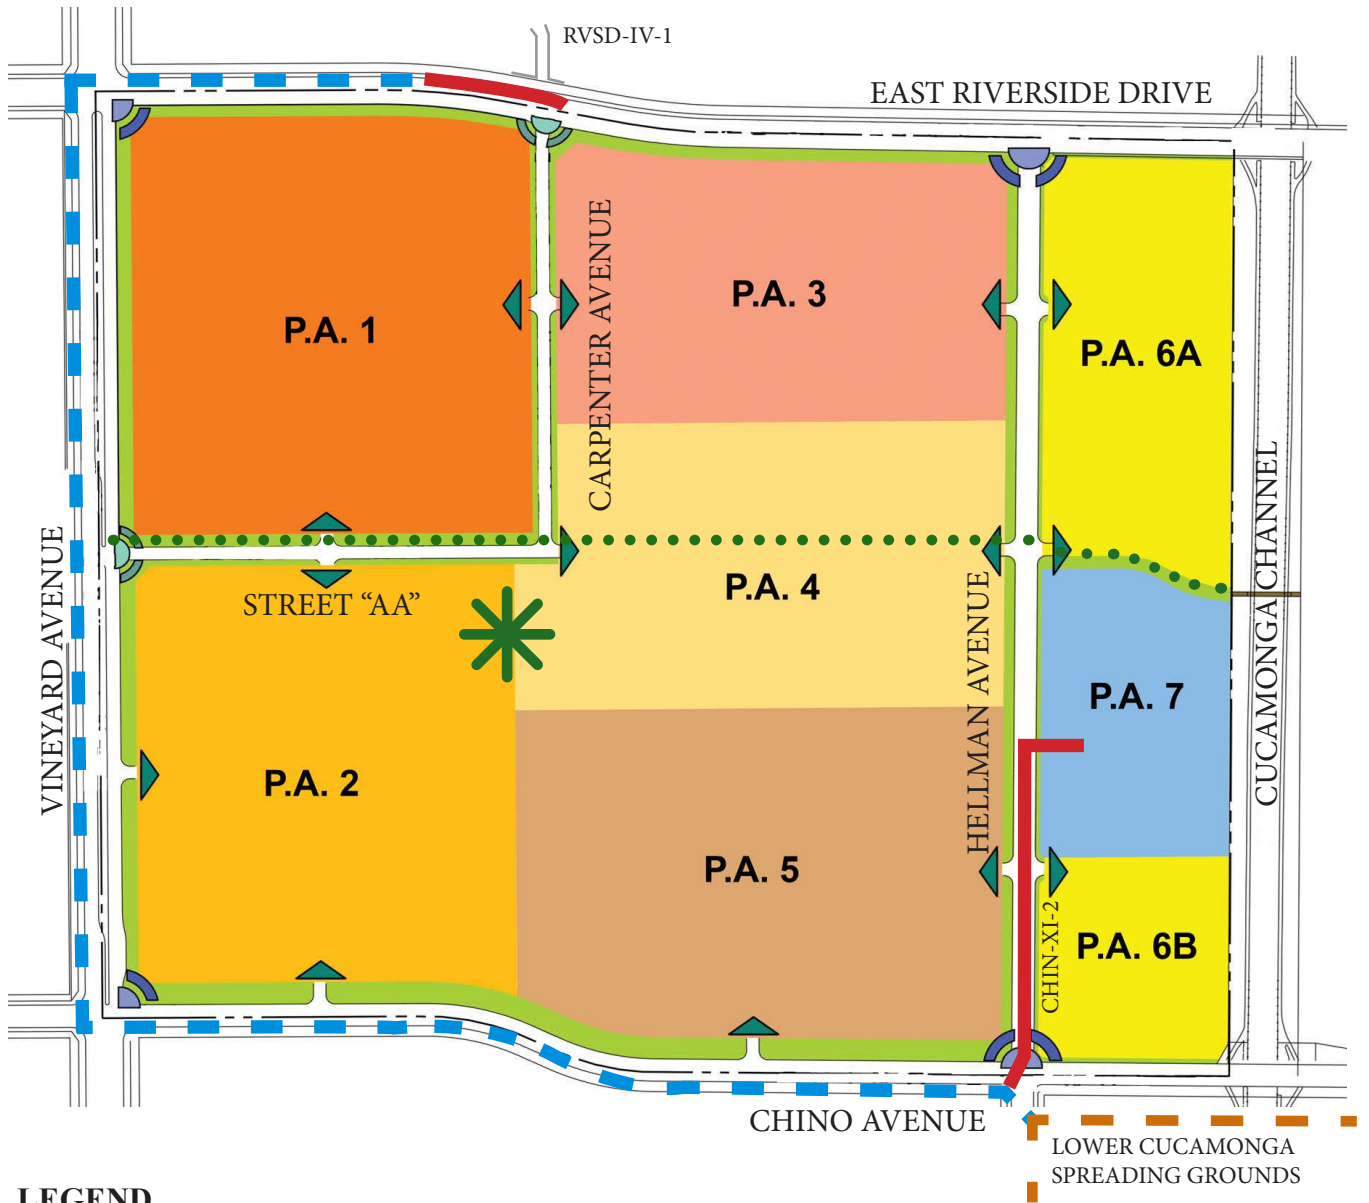 RVSD-IV-1
EAST RIVERSIDE DRIVE
P.A. 1
CARPENTER AVENUE
P.A. 3
P.A. 6A
VINEYARD AVENUE
STREET “AA”
P.A. 4
HELLMAN AVENUE
P.A. 7
CUCAMONGA CHANNEL
P.A. 2
P.A. 5
CHIN-XI-2
P.A. 6B
CHINO AVENUE
LOWER CUCAMONGA
SPREADING GROUNDS
LEGEND